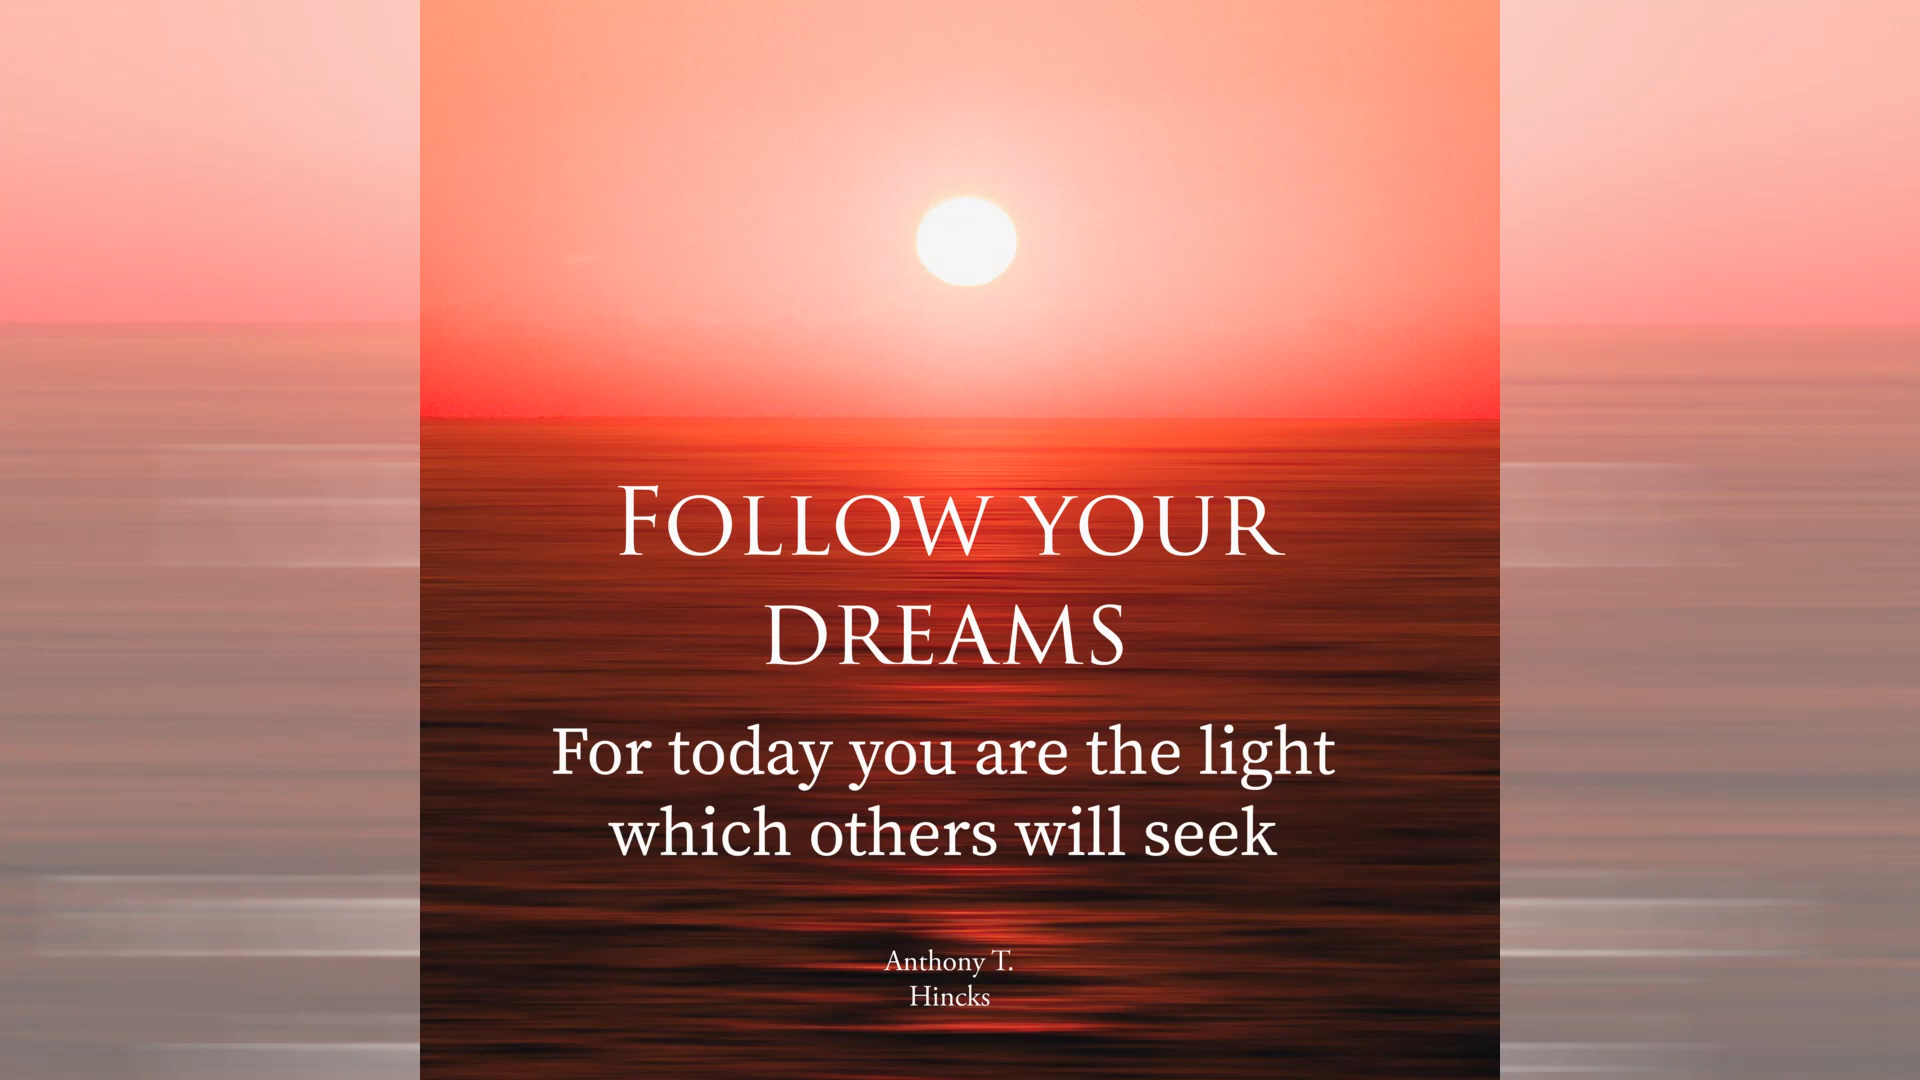 Follow your
dreams
For today you are the light
which others will seek
Anthony T.
Hincks